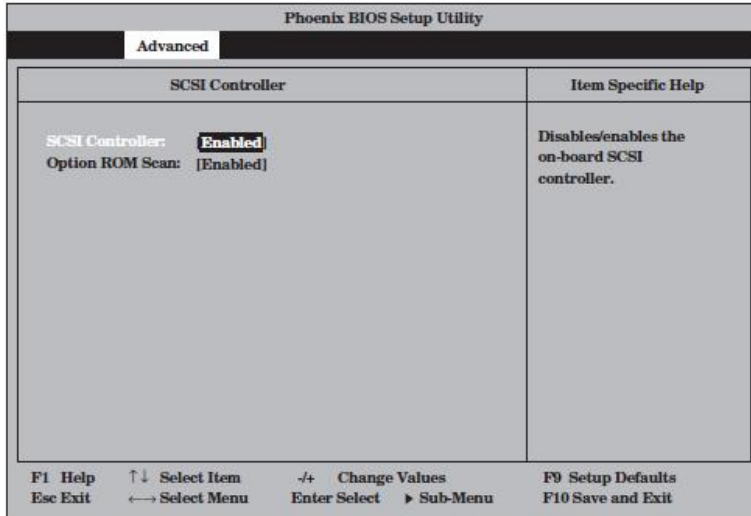 Phoenix BIOS Setup Utility
Advanced
SCSI Controller
Item Specific Help
SCSI Controller: [Enabled]
Option ROM Scan: [Enabled]
Disables/enables the
on-board SCSI
controller.
F1 Help ↑↓ Select Item -/+ Change Values F9 Setup Defaults
Esc Exit ←→ Select Menu Enter Select ▶ Sub-Menu F10 Save and Exit